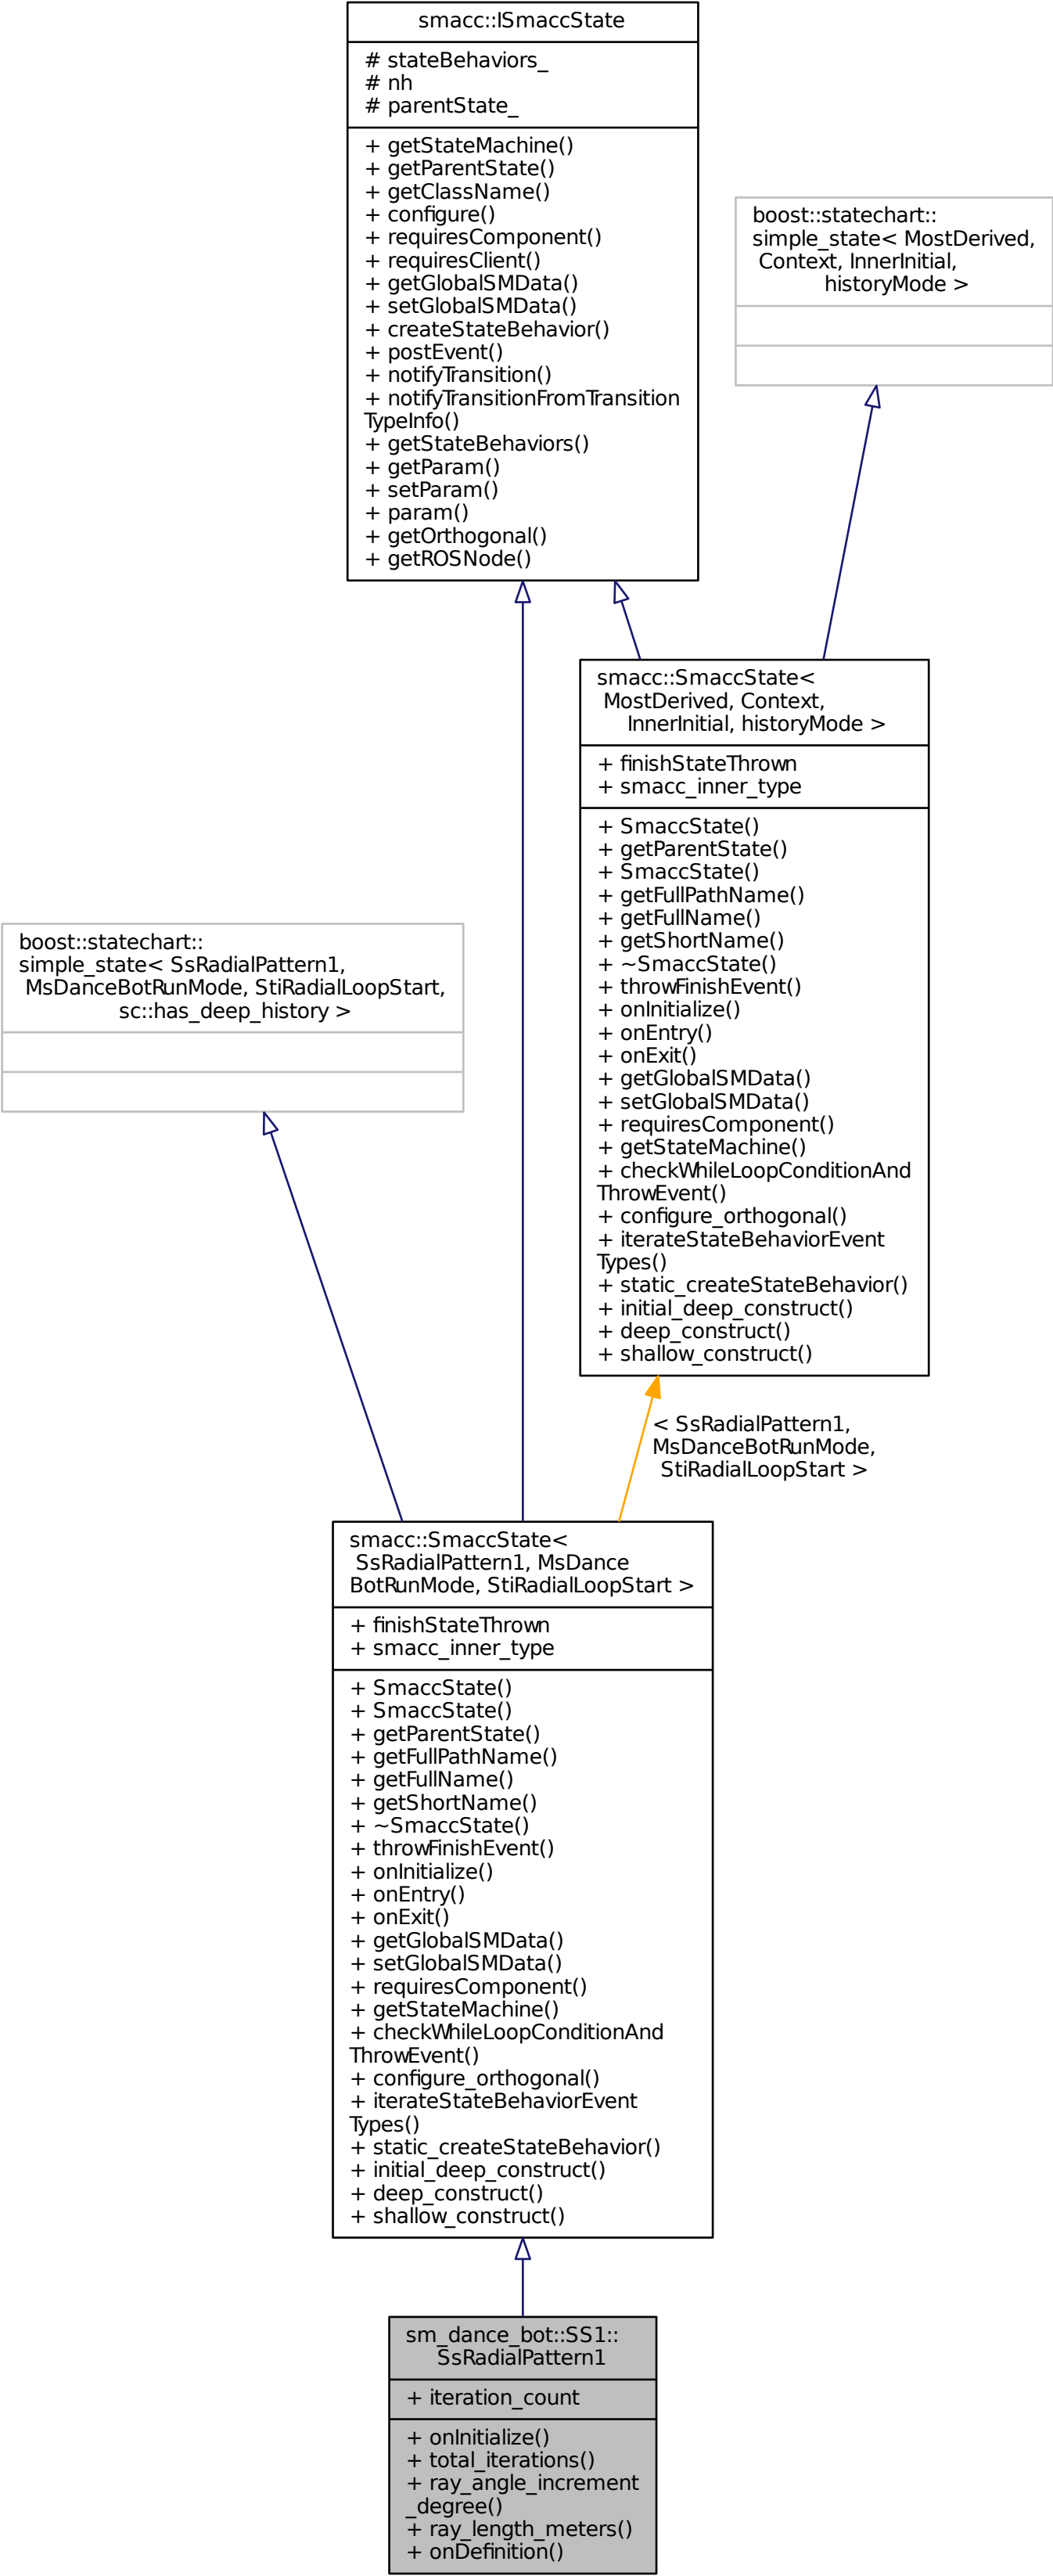 smacc::ISmaccState
# stateBehaviors_
# nh
# parentState_
+ getStateMachine()
+ getParentState()
+ getClassName()
+ configure()
+ requiresComponent()
+ requiresClient()
+ getGlobalSMData()
+ setGlobalSMData()
+ createStateBehavior()
+ postEvent()
+ notifyTransition()
+ notifyTransitionFromTransition
TypeInfo()
+ getStateBehaviors()
+ getParam()
+ setParam()
+ param()
+ getOrthogonal()
+ getROSNode()
boost::statechart::
simple_state< MostDerived,
Context, InnerInitial,
historyMode >
smacc::SmaccState<
MostDerived, Context,
InnerInitial, historyMode >
+ finishStateThrown
+ smacc_inner_type
+ SmaccState()
+ getParentState()
+ SmaccState()
+ getFullPathName()
+ getFullName()
+ getShortName()
+ ~SmaccState()
+ throwFinishEvent()
+ onInitialize()
+ onEntry()
+ onExit()
+ getGlobalSMData()
+ setGlobalSMData()
+ requiresComponent()
+ getStateMachine()
+ checkWhileLoopConditionAnd
ThrowEvent()
+ configure_orthogonal()
+ iterateStateBehaviorEvent
Types()
+ static_createStateBehavior()
+ initial_deep_construct()
+ deep_construct()
+ shallow_construct()
boost::statechart::
simple_state< SsRadialPattern1,
MsDanceBotRunMode, StiRadialLoopStart,
sc::has_deep_history >
< SsRadialPattern1,
MsDanceBotRunMode,
StiRadialLoopStart >
smacc::SmaccState<
SsRadialPattern1, MsDance
BotRunMode, StiRadialLoopStart >
+ finishStateThrown
+ smacc_inner_type
+ SmaccState()
+ SmaccState()
+ getParentState()
+ getFullPathName()
+ getFullName()
+ getShortName()
+ ~SmaccState()
+ throwFinishEvent()
+ onInitialize()
+ onEntry()
+ onExit()
+ getGlobalSMData()
+ setGlobalSMData()
+ requiresComponent()
+ getStateMachine()
+ checkWhileLoopConditionAnd
ThrowEvent()
+ configure_orthogonal()
+ iterateStateBehaviorEvent
Types()
+ static_createStateBehavior()
+ initial_deep_construct()
+ deep_construct()
+ shallow_construct()
sm_dance_bot::SS1::
SsRadialPattern1
+ iteration_count
+ onInitialize()
+ total_iterations()
+ ray_angle_increment
_degree()
+ ray_length_meters()
+ onDefinition()